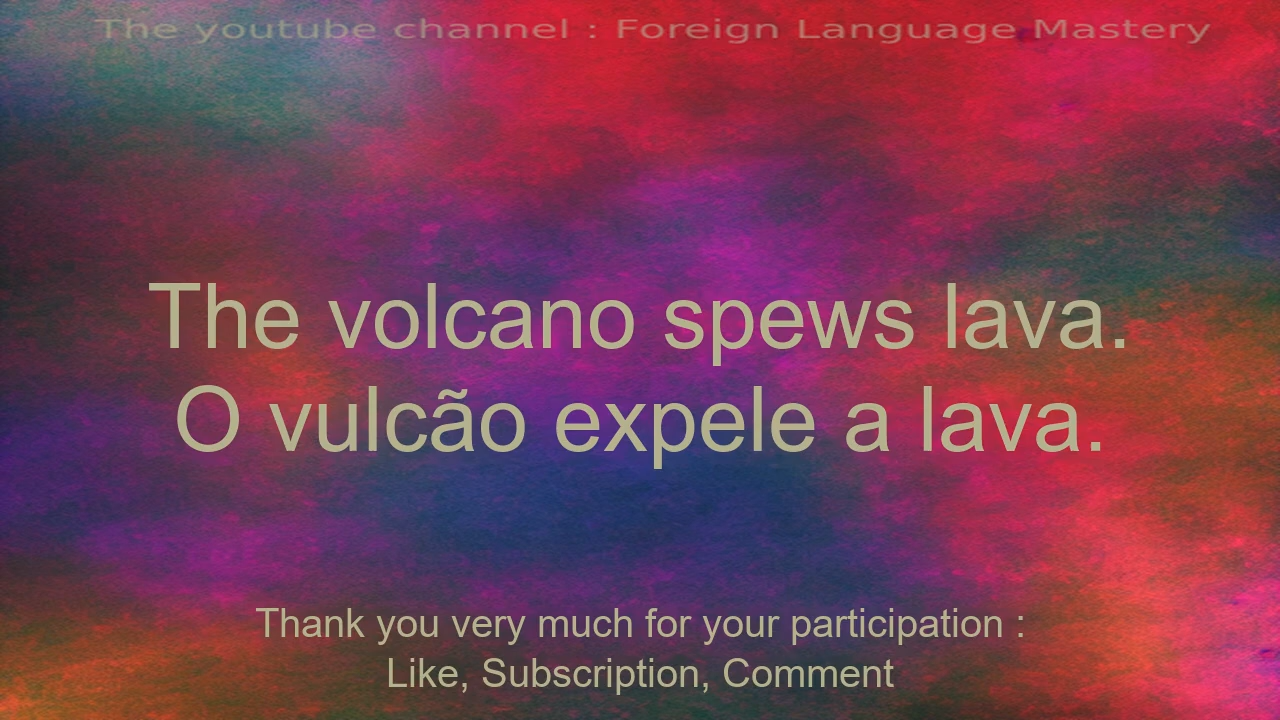 The youtube channel : Foreign Language Mastery
The volcano spews lava.
O vulcão expele a lava.
Thank you very much for your participation :
Like, Subscription, Comment